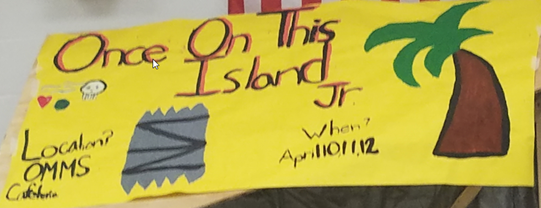 Once On This
Island
Jr.
Location?
OMMS
Cafeteria
When?
April 10,11,12